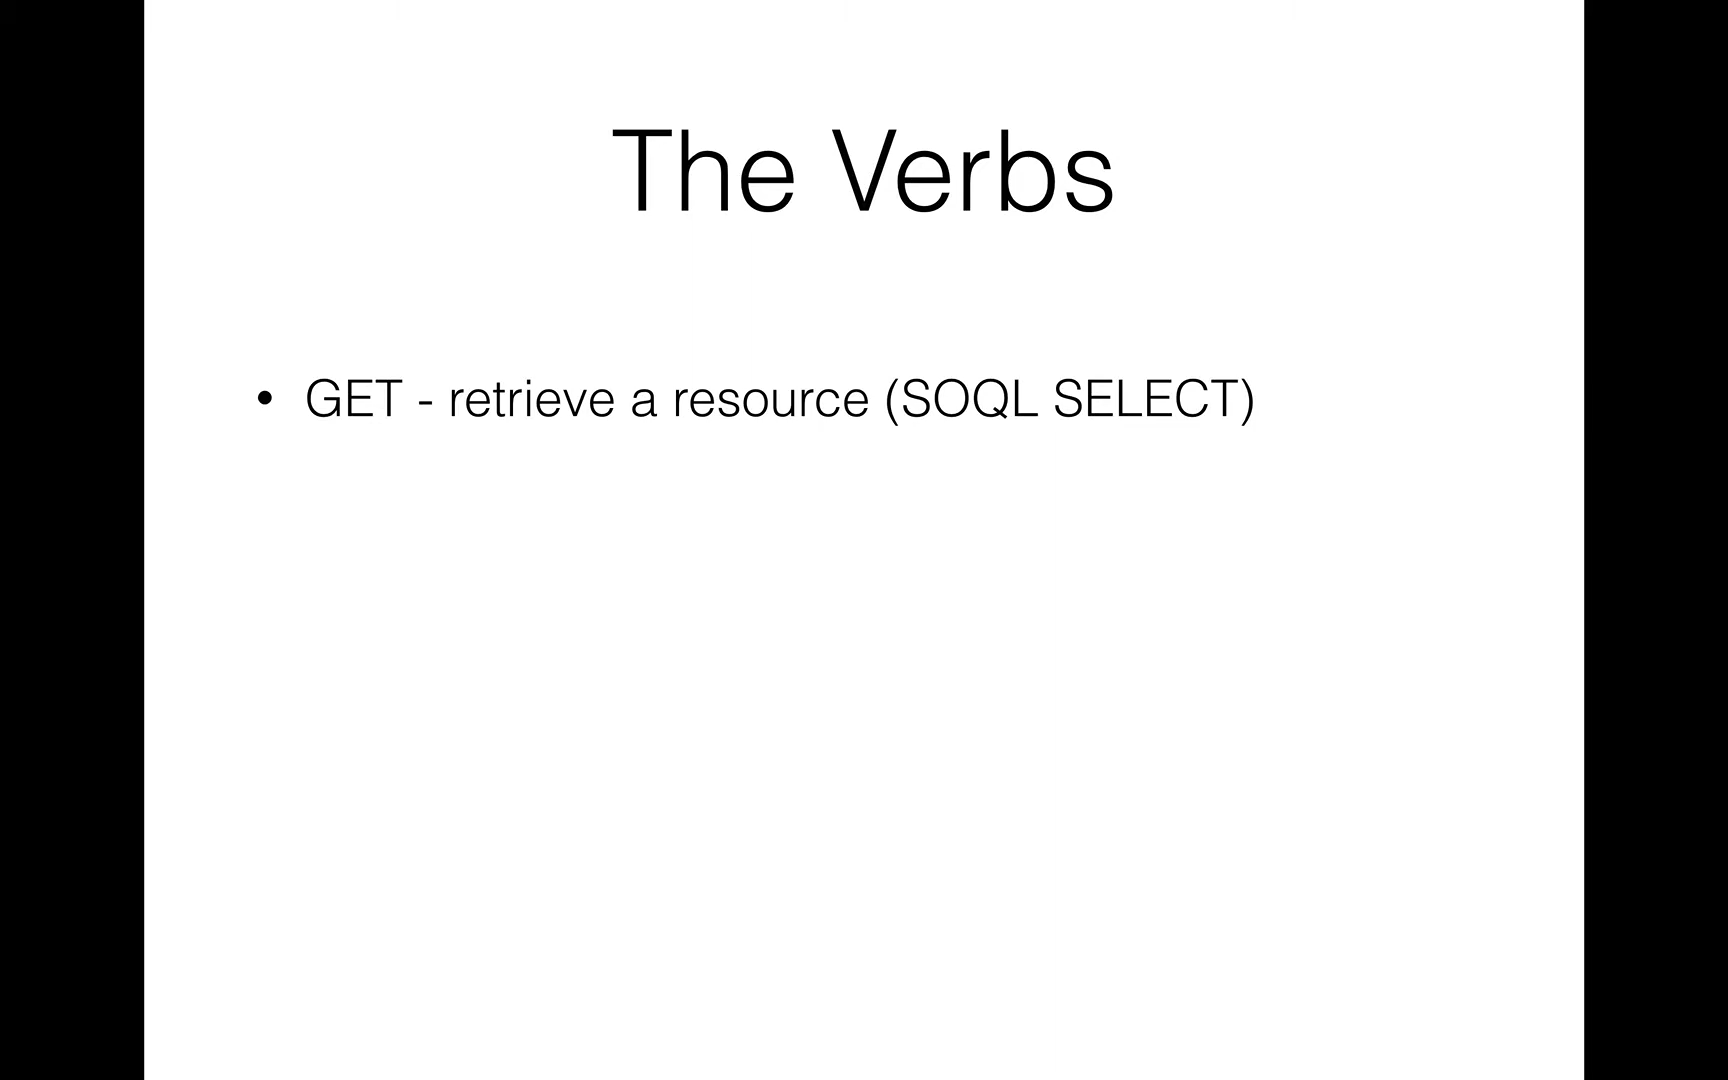 The Verbs
• GET - retrieve a resource (SOQL SELECT)